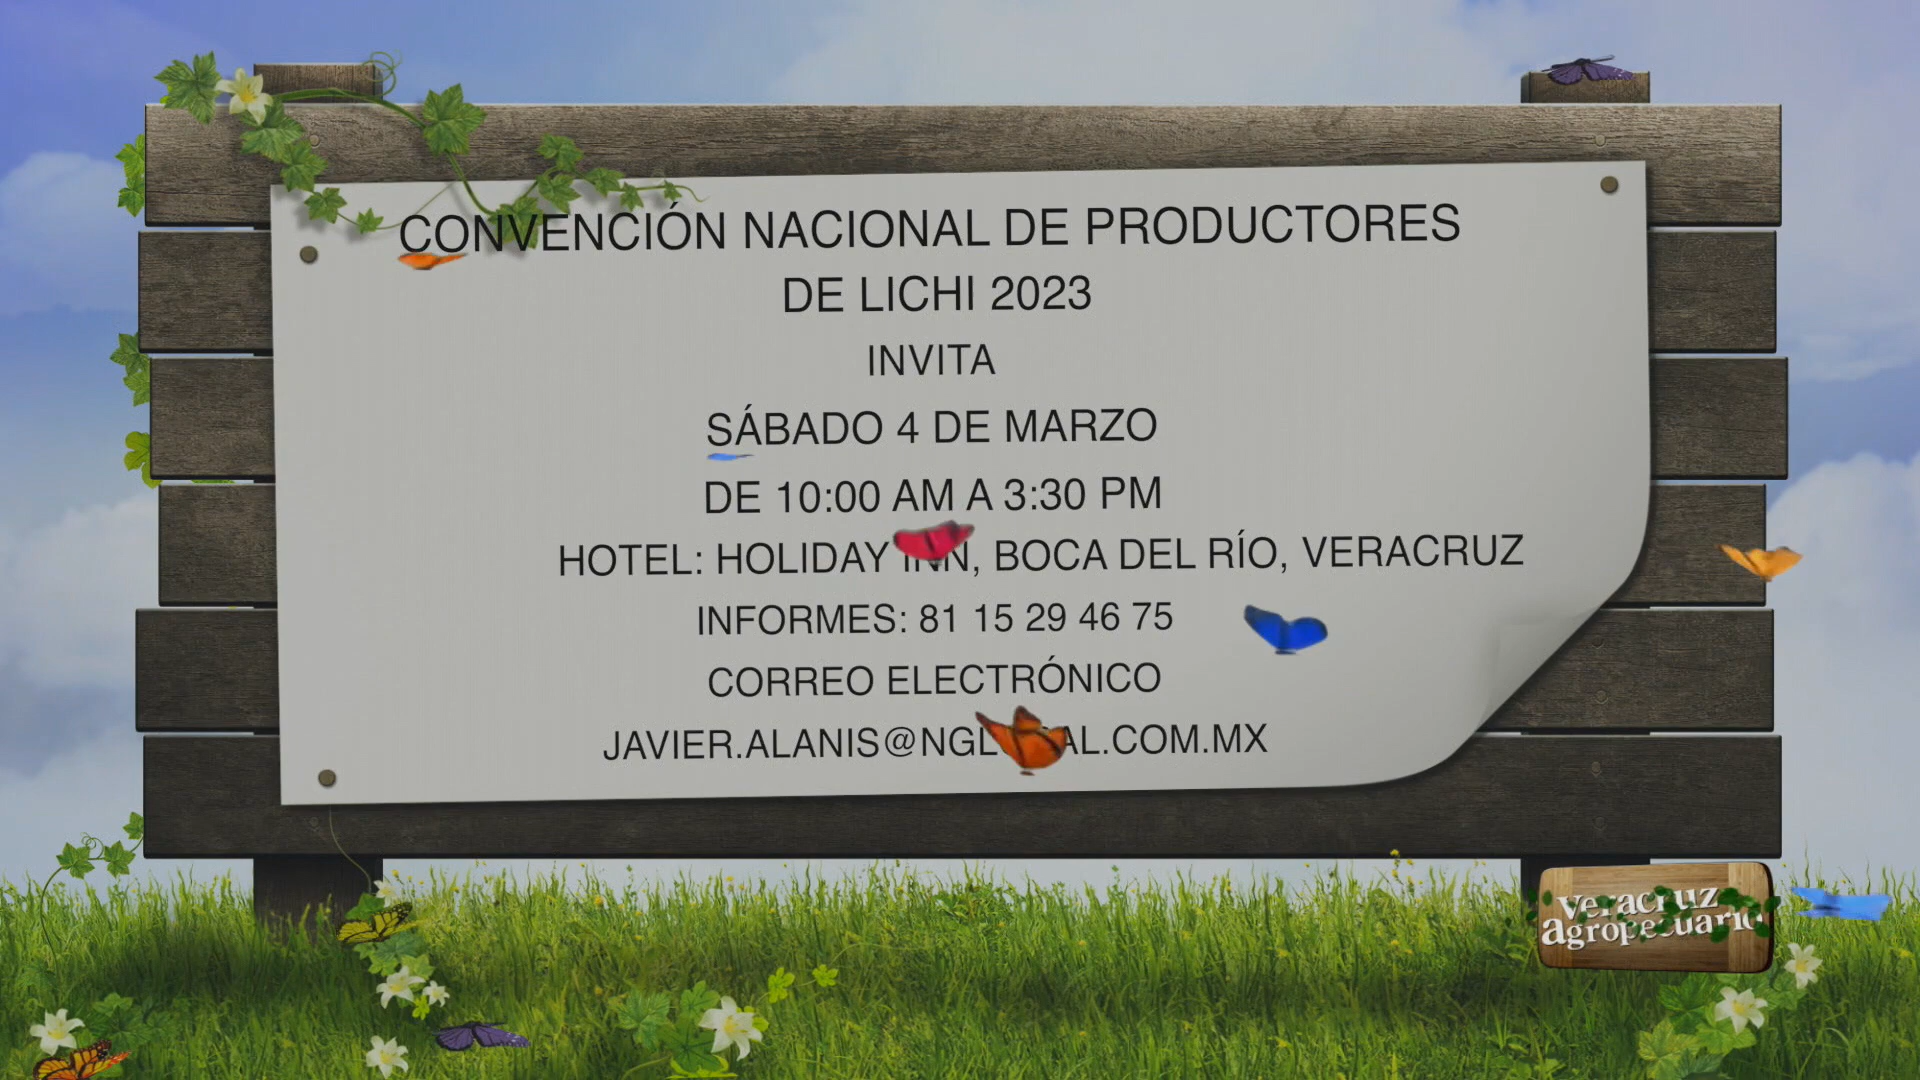 CONVENCIÓN NACIONAL DE PRODUCTORES
DE LICHI 2023
INVITA
SÁBADO 4 DE MARZO
DE 10:00 AM A 3:30 PM
HOTEL: HOLIDAY INN, BOCA DEL RÍO, VERACRUZ
INFORMES: 81 15 29 46 75
CORREO ELECTRÓNICO
veracruz
agropecuario